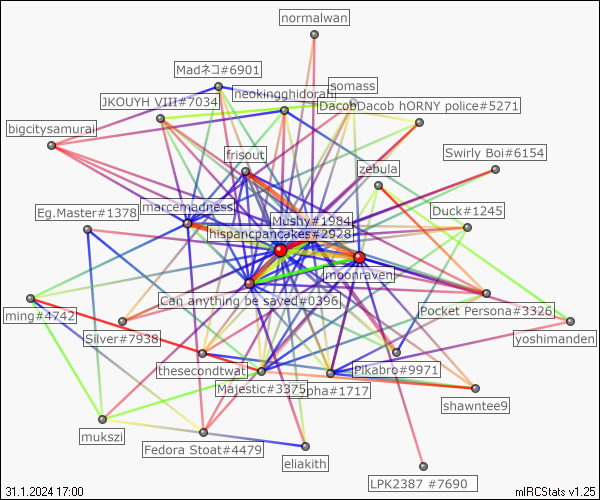 normalwan
Madネコ#6901
somass
neokingghidorah
JKOUYH VIII#7034
DacobDacob hORNY police#5271
bigcitysamurai
frisout
Swirly Boi#6154
zebula
marcemadness
Eg.Master#1378
Mushy#1984
Duck#1245
hispancpancakes#2928
moonraven
Can anything be saved#0396
ming#4742
Pocket Persona#3326
Silver#7938
yoshimanden
thesecondtwat
Pikabro#9971
Majestic#3375
pha#1717
shawntee9
mukszi
Fedora Stoat#4479
eliakith
LPK2387 #7690
31.1.2024 17:00
mIRCStats v1.25